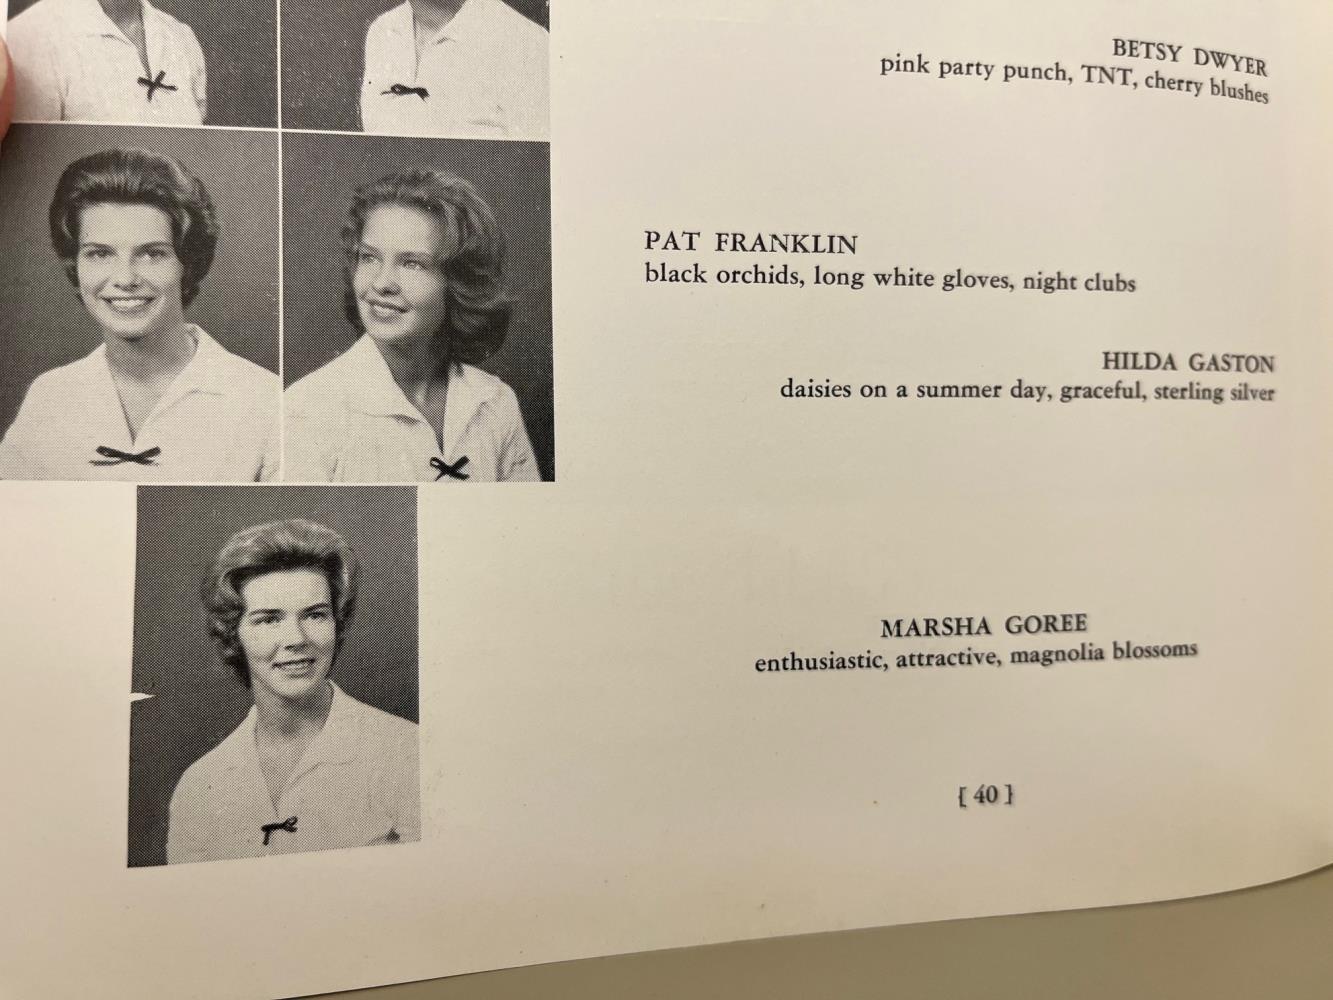 BETSY DWYER
pink party punch, TNT, cherry blushes
PAT FRANKLIN
black orchids, long white gloves, night clubs
HILDA GASTON
daisies on a summer day, graceful, sterling silver
MARSHA GOREE
enthusiastic, attractive, magnolia blossoms
[ 40 ]